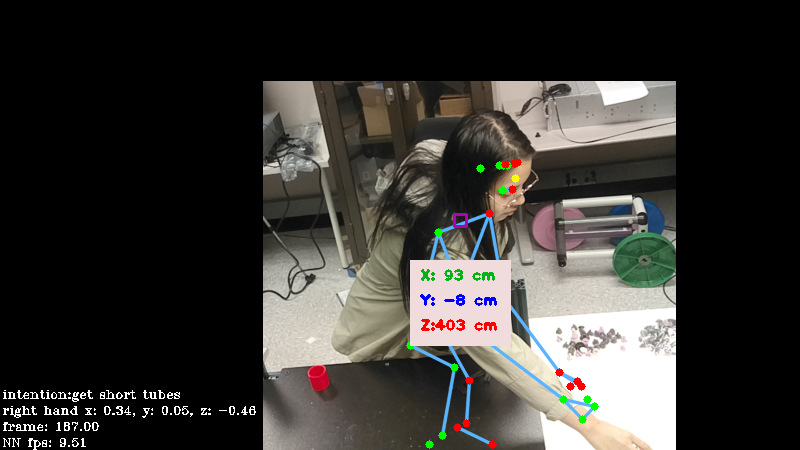 X: 93 cm
Y: -8 cm
Z:403 cm
intention:get short tubes
right hand x: 0.34, y: 0.05, z: -0.46
frame: 187.00
NN fps: 9.51